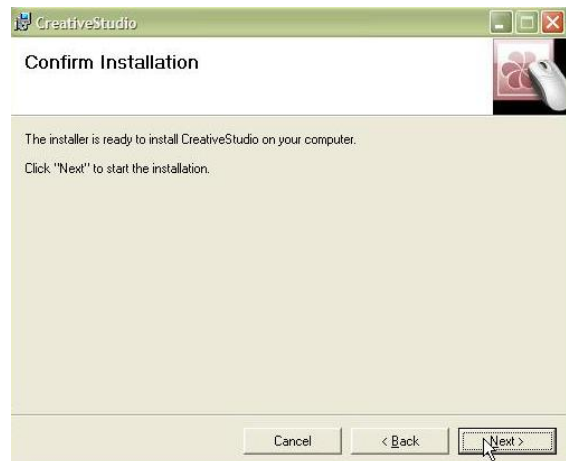 CreativeStudio
Confirm Installation
The installer is ready to install CreativeStudio on your computer.
Click "Next" to start the installation.
Cancel
< Back
Next >